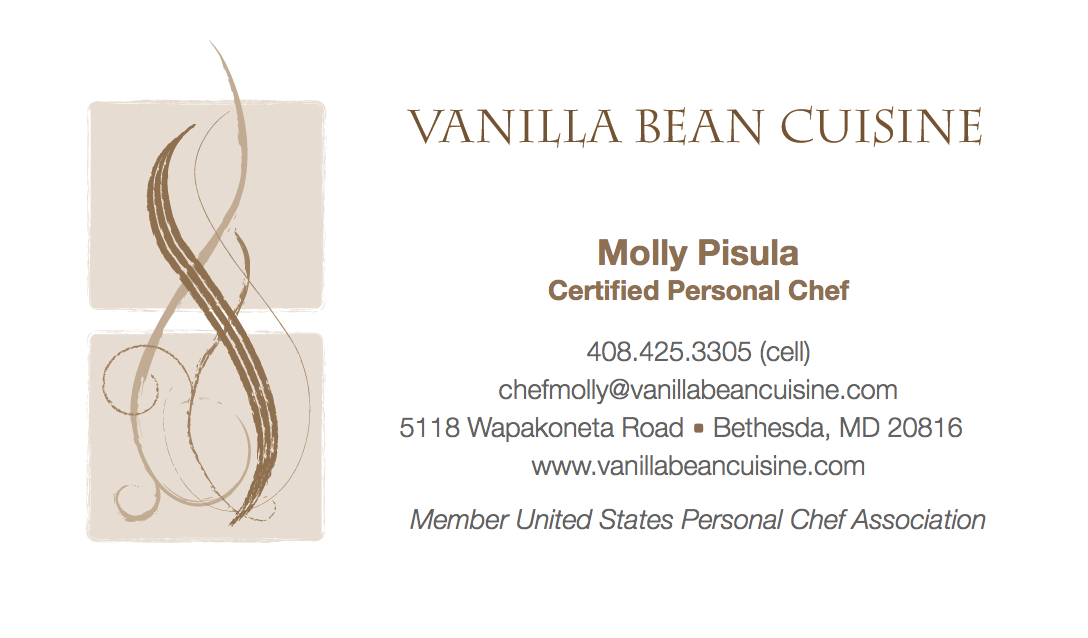 VANILLA BEAN CUISINE
Molly Pisula
Certified Personal Chef
408.425.3305 (cell)
chefmolly@vanillabeancuisine.com
5118 Wapakoneta Road • Bethesda, MD 20816
www.vanillabeancuisine.com
Member United States Personal Chef Association